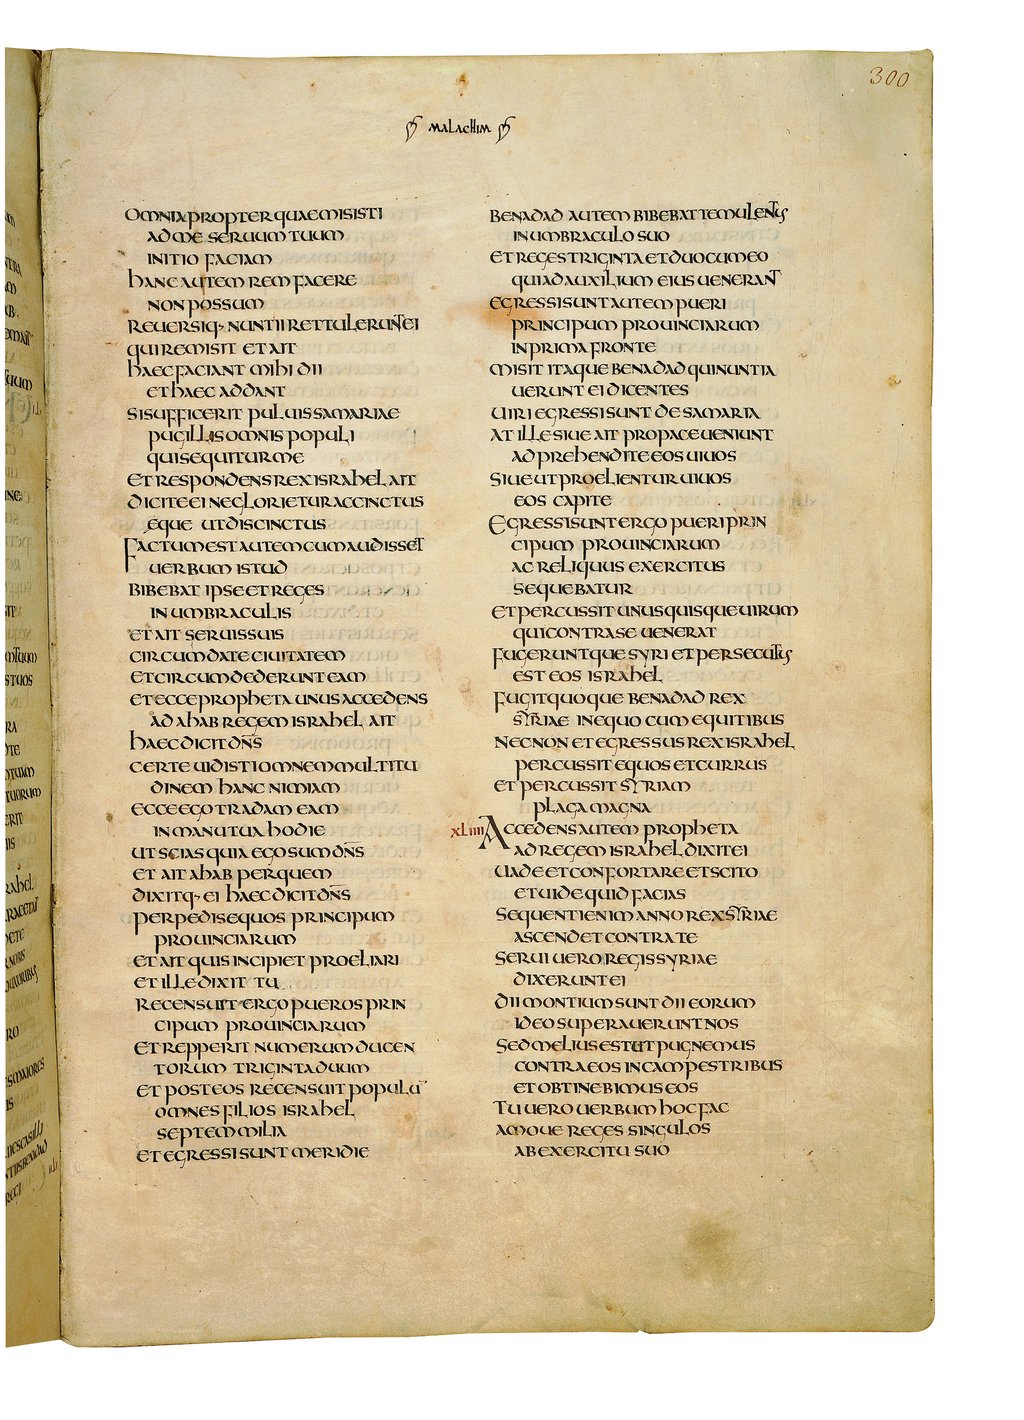 300
MALACHIM
OMNIA PROPTER QUAE MISISTI
AD ME SERUUM TUUM
INITIO FACIAM
HANC AUTEM REM FACERE
NON POSSUM
REUERSIQ· NUNTII RETTULERUNT EI
QUI REMISIT ET AIT
HAEC FACIANT MIHI DII
ET HAEC ADDANT
SI SUFFICERIT PULUIS SAMARIAE
PUGILLIS OMNIS POPULI
QUI SEQUITUR ME
ET RESPONDENS REX ISRAHEL AIT
DICITE EI NE GLORIETUR ACCINCTUS
EQUE UT DISCINCTUS
FACTUM EST AUTEM CUM AUDISSET
UERBUM ISTUD
BIBEBAT IPSE ET REGES
IN UMBRACULIS
ET AIT SERUIS SUIS
CIRCUMDATE CIUITATEM
ET CIRCUMDEDERUNT EAM
ET ECCE PROPHETA UNUS ACCEDENS
AD AHAB REGEM ISRAHEL AIT
HAEC DICIT DN̅S
CERTE UIDISTI OMNEM MULTITU
DINEM HANC NIMIAM
ECCE EGO TRADAM EAM
IN MANU TUA HODIE
UT SCIAS QUIA EGO SUM DN̅S
ET AIT AHAB PER QUEM
DIXITQ· EI HAEC DICIT DN̅S
PER PEDISEQUOS PRINCIPUM
PROUINCIARUM
ET AIT QUIS INCIPIET PROELIARI
ET ILLE DIXIT TU
RECENSUIT ERGO PUEROS PRIN
CIPUM PROUINCIARUM
ET REPPERIT NUMERUM DUCEN
TORUM TRIGINTA DUUM
ET POST EOS RECENSUIT POPULU̅
OMNES FILIOS ISRAHEL
SEPTEM MILIA
ET EGRESSI SUNT MERIDIE
BENADAD AUTEM BIBEBAT TEMULENTUS
IN UMBRACULO SUO
ET REGES TRIGINTA ET DUO CUM EO
QUI AD AUXILIUM EIUS UENERANT
EGRESSI SUNT AUTEM PUERI
PRINCIPUM PROUINCIARUM
IN PRIMA FRONTE
MISIT ITAQUE BENADAD QUI NUNTIA
UERUNT EI DICENTES
UIRI EGRESSI SUNT DE SAMARIA
AT ILLE SIUE AIT PRO PACE UENIUNT
ADPREHENDITE EOS UIUOS
SIUE UT PROELIENTUR UIUOS
EOS CAPITE
EGRESSI SUNT ERGO PUERI PRIN
CIPUM PROUINCIARUM
AC RELIQUUS EXERCITUS
SEQUEBATUR
ET PERCUSSIT UNUSQUISQUE UIRUM
QUI CONTRA SE UENERAT
FUGERUNTQUE SYRI ET PERSECUTUS
EST EOS ISRAHEL
FUGIT QUOQUE BENADAD REX
SYRIAE IN EQUO CUM EQUITIBUS
NECNON ET EGRESSUS REX ISRAHEL
PERCUSSIT EQUOS ET CURRUS
ET PERCUSSIT SYRIAM
PLAGA MAGNA
XLIIII ACCEDENS AUTEM PROPHETA
AD REGEM ISRAHEL DIXIT EI
UADE ET CONFORTARE ET SCITO
ET UIDE QUID FACIAS
SEQUENTI ENIM ANNO REX SYRIAE
ASCENDET CONTRA TE
SERUI UERO REGIS SYRIAE
DIXERUNT EI
DII MONTIUM SUNT DII EORUM
IDEO SUPERAUERUNT NOS
SED MELIUS EST UT PUGNEMUS
CONTRA EOS IN CAMPESTRIBUS
ET OBTINEBIMUS EOS
TU UERO UERBUM HOC FAC
AMOUE REGES SINGULOS
AB EXERCITU SUO